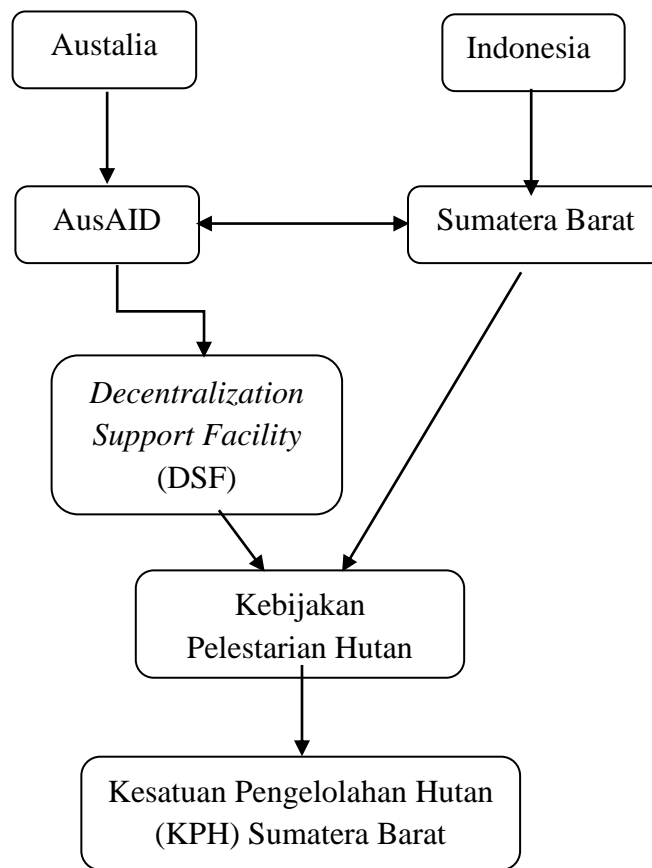 Austalia
Indonesia
AusAID
Sumatera Barat
Decentralization
Support Facility
(DSF)
Kebijakan
Pelestarian Hutan
Kesatuan Pengelolahan Hutan
(KPH) Sumatera Barat